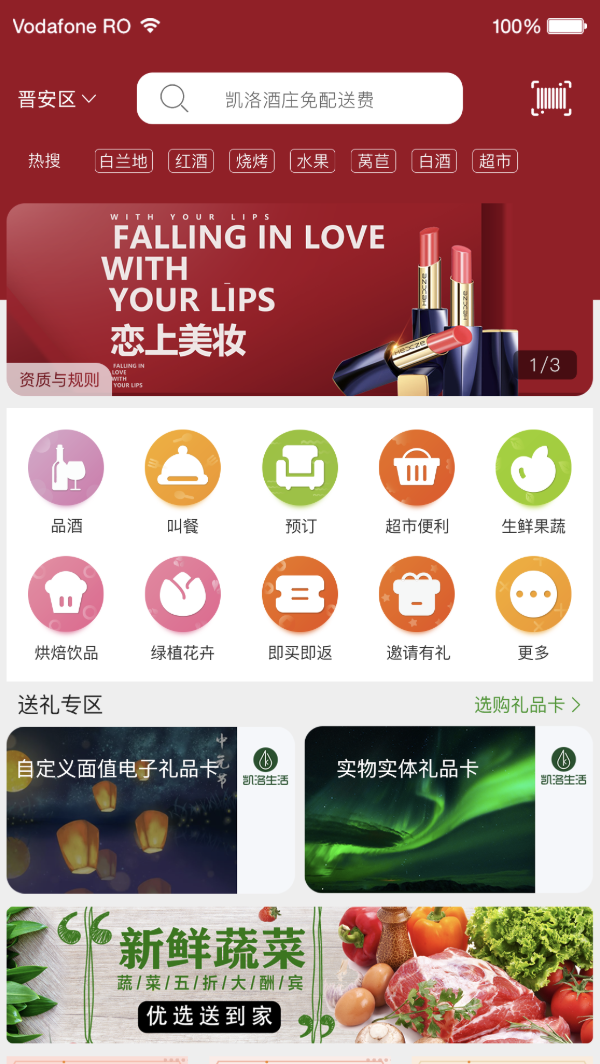 Vodafone RO 100%
晋安区 凯洛酒庄免配送费
热搜 白兰地 红酒 烧烤 水果 莴苣 白酒 超市
WITH YOUR LIPS
FALLING IN LOVE
WITH
YOUR LIPS
恋上美妆
FALLING IN
LOVE
WITH
YOUR LIPS
HEXZE
HEXZE
HEXZE
1/3
资质与规则
品酒 叫餐 预订 超市便利 生鲜果蔬
烘焙饮品 绿植花卉 即买即返 邀请有礼 更多
送礼专区 选购礼品卡
自定义面值电子礼品卡
中元节
凯洛生活
实物实体礼品卡
凯洛生活
新鲜蔬菜
蔬/菜/五/折/大/酬/宾
优选送到家